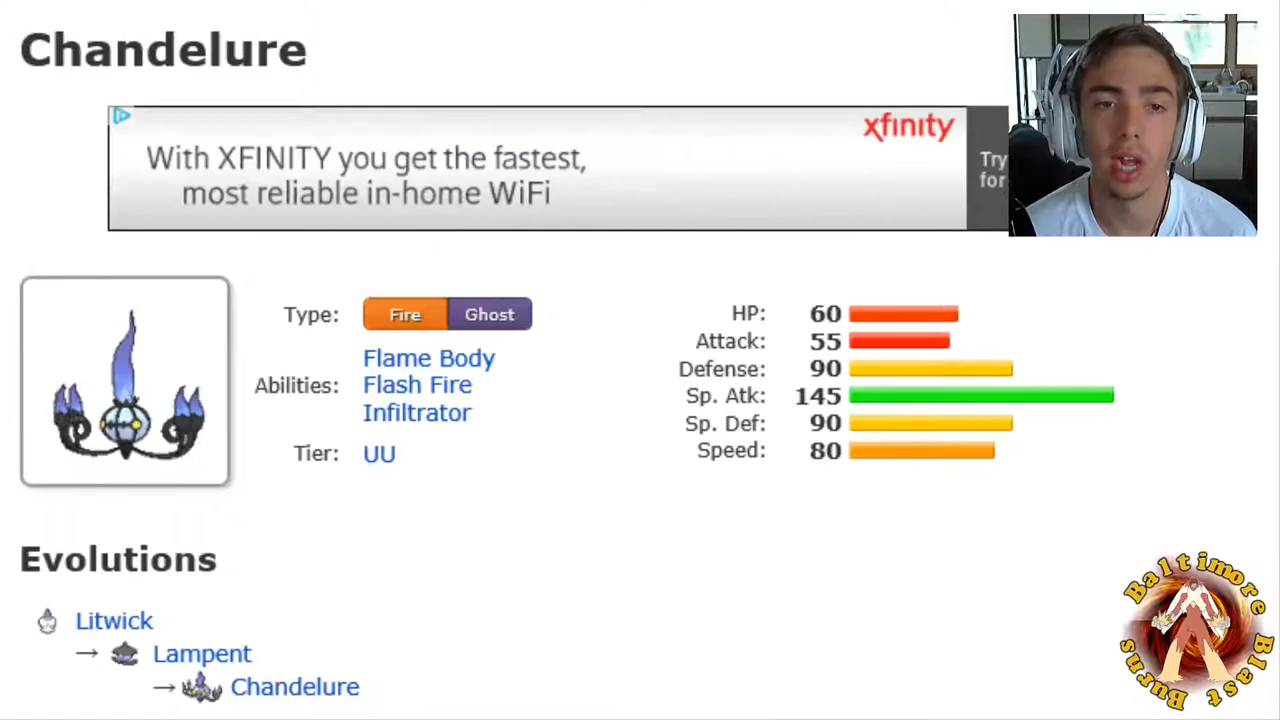 Chandelure
xfinity
With XFINITY you get the fastest,
most reliable in-home WiFi
Try
for
Type: Fire Ghost
Abilities: Flame Body
Flash Fire
Infiltrator
Tier: UU
HP: 60
Attack: 55
Defense: 90
Sp. Atk: 145
Sp. Def: 90
Speed: 80
Evolutions
Litwick
→ Lampent
→ Chandelure
Baltimore Blast Burns